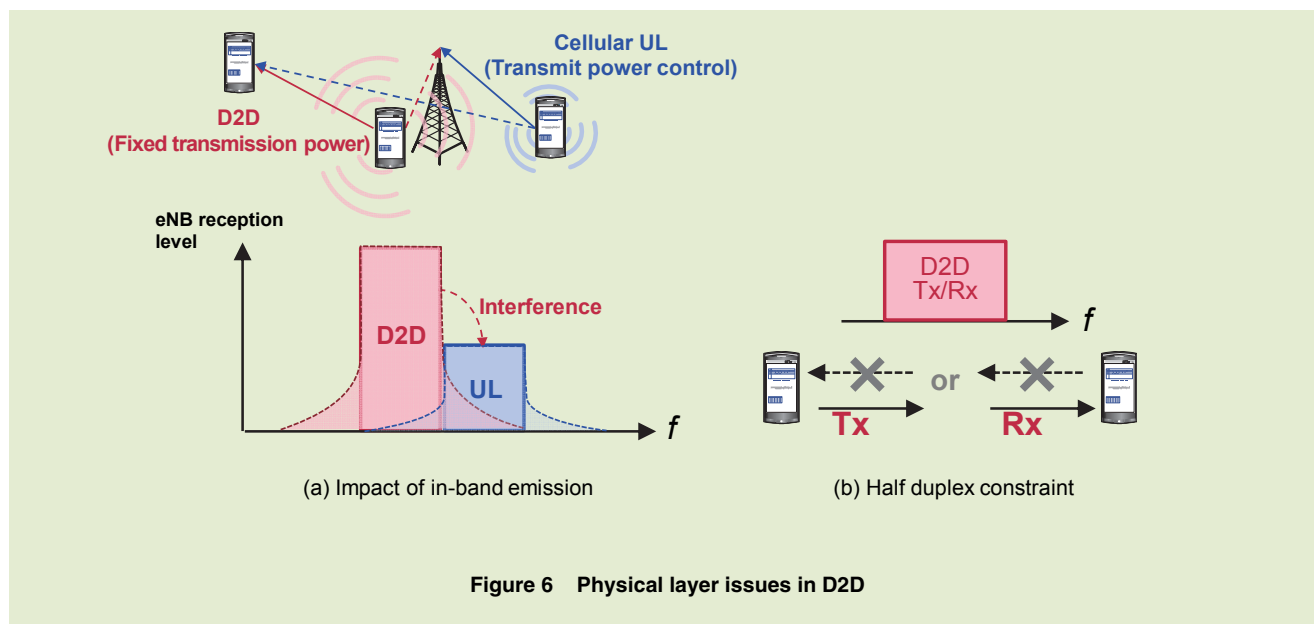 Cellular UL
(Transmit power control)
D2D
(Fixed transmission power)
eNB reception
level
Interference
D2D
UL
f
(a) Impact of in-band emission
D2D
Tx/Rx
f
or
Tx
Rx
(b) Half duplex constraint
Figure 6 Physical layer issues in D2D